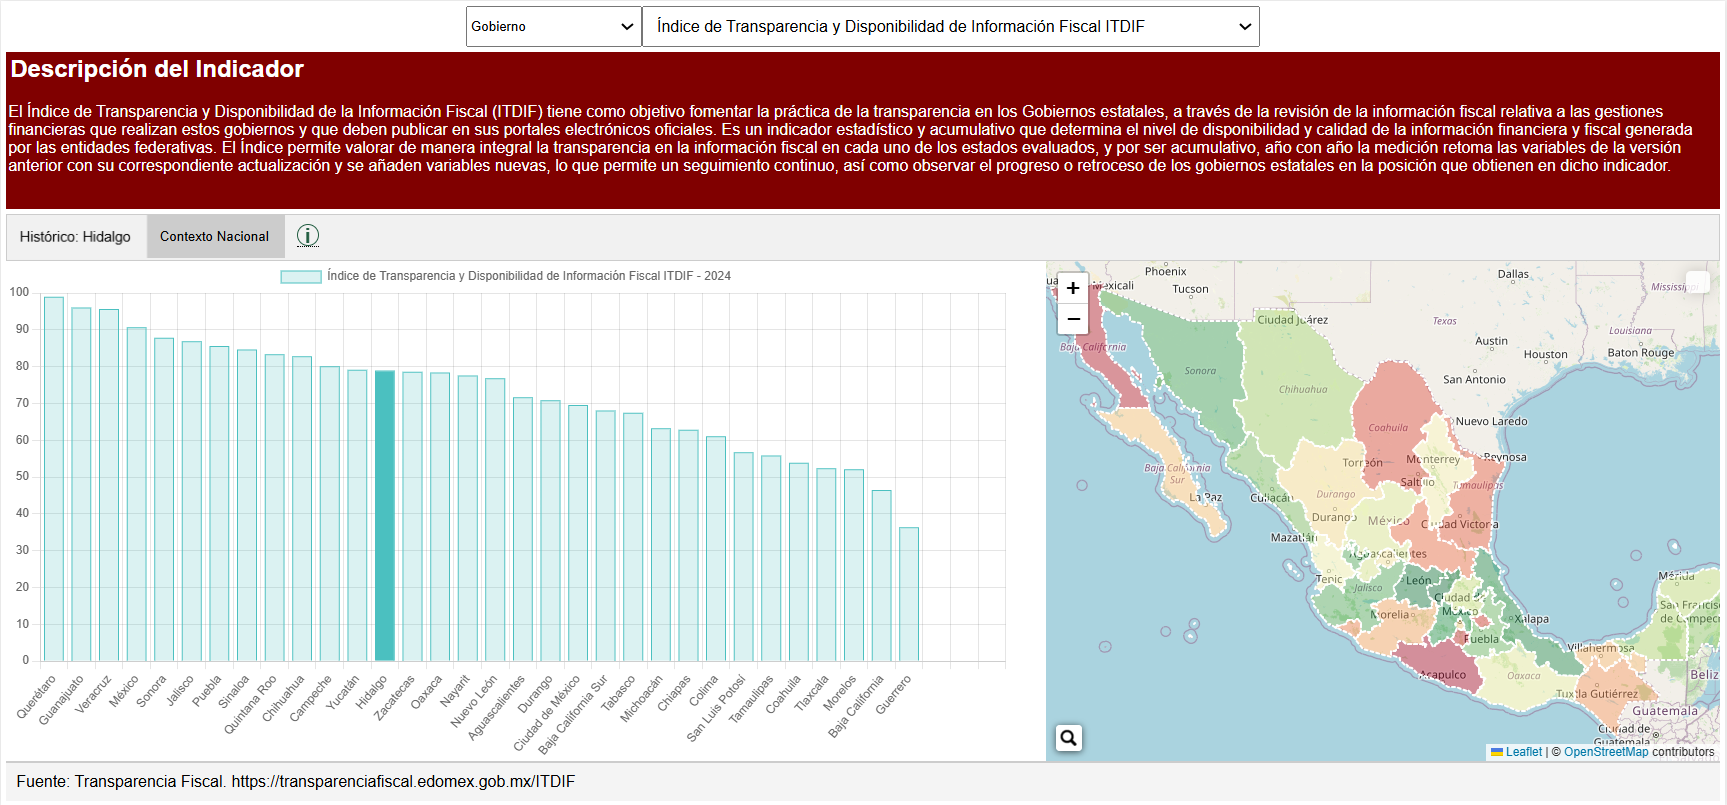 Gobierno
Índice de Transparencia y Disponibilidad de Información Fiscal ITDIF
Descripción del Indicador
El Índice de Transparencia y Disponibilidad de la Información Fiscal (ITDIF) tiene como objetivo fomentar la práctica de la transparencia en los Gobiernos estatales, a través de la revisión de la información fiscal relativa a las gestiones
financieras que realizan estos gobiernos y que deben publicar en sus portales electrónicos oficiales. Es un indicador estadístico y acumulativo que determina el nivel de disponibilidad y calidad de la información financiera y fiscal generada
por las entidades federativas. El Índice permite valorar de manera integral la transparencia en la información fiscal en cada uno de los estados evaluados, y por ser acumulativo, año con año la medición retoma las variables de la versión
anterior con su correspondiente actualización y se añaden variables nuevas, lo que permite un seguimiento continuo, así como observar el progreso o retroceso de los gobiernos estatales en la posición que obtienen en dicho indicador.
Histórico: Hidalgo
Contexto Nacional
Índice de Transparencia y Disponibilidad de Información Fiscal ITDIF - 2024
100
90
80
70
60
50
40
30
20
10
0
Querétaro
Guanajuato
Veracruz
México
Sonora
Jalisco
Puebla
Sinaloa
Quintana Roo
Chihuahua
Campeche
Yucatán
Hidalgo
Zacatecas
Oaxaca
Nayarit
Nuevo León
Aguascalientes
Durango
Ciudad de México
Baja California Sur
Tabasco
Michoacán
Chiapas
Colima
San Luis Potosí
Tamaulipas
Coahuila
Tlaxcala
Morelos
Baja California
Guerrero
+
−
Phoenix
Dallas
Mexicali
Tucson
Mississippi
Ciudad Juárez
Texas
Louisiana
Baja California
Austin
Houston
Baton Rouge
Sonora
San Antonio
Chihuahua
Nuevo Laredo
Coahuila
Reynosa
Baja California
Sur
Torreón
Monterrey
Saltillo
Tamaulipas
La Paz
Culiacán
Durango
Durango
México
Ciudad Victoria
Mazatlán
Aguascalientes
Tepic
León
Mérida
Jalisco
Ciudad de
México
San Francisco
de Campeche
Morelia
Xalapa
Puebla
Villahermosa
Acapulco
Oaxaca
Tuxtla Gutiérrez
Beliz
Guatemala
Ciudad de
Guatemala
Leaflet | © OpenStreetMap contributors
Fuente: Transparencia Fiscal. https://transparenciafiscal.edomex.gob.mx/ITDIF